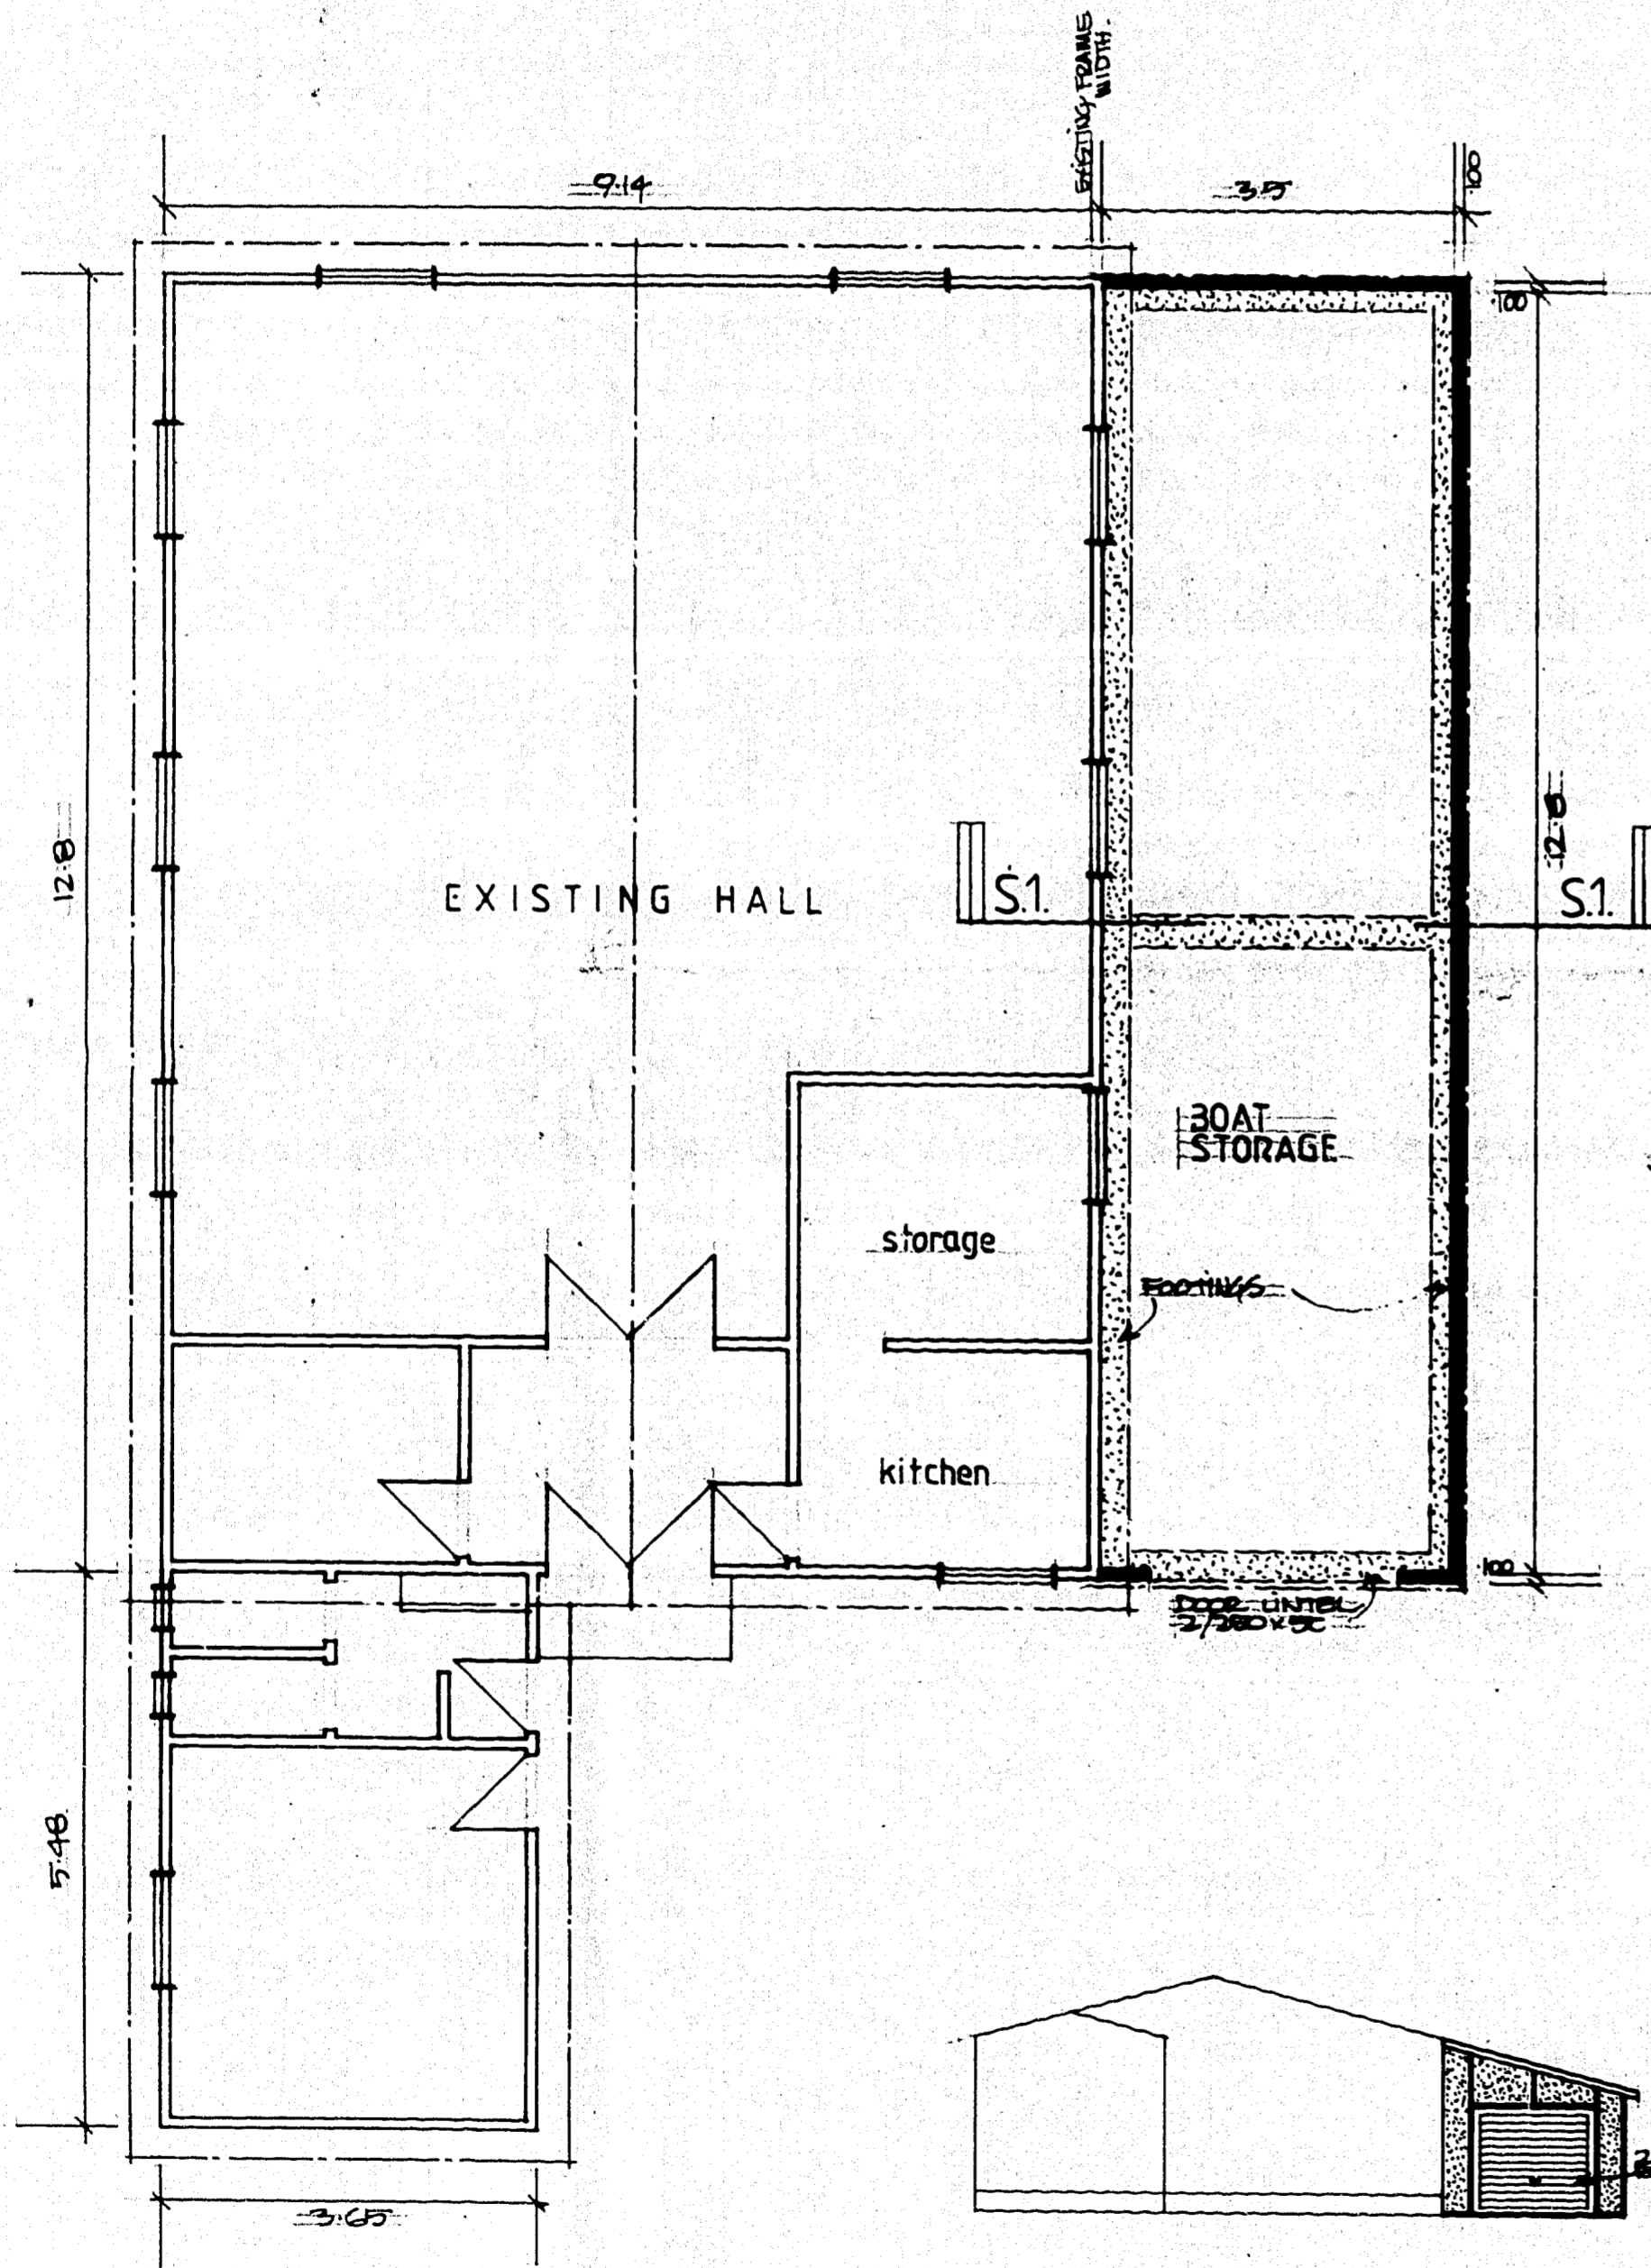 EXISTING FRAME
WIDTH.
9.14
3.5
100
100
12.8
12.8
EXISTING HALL
S.1.
S.1.
BOAT
STORAGE
storage
FOOTINGS
kitchen
100
DOOR LINTEL
5.48
3.65